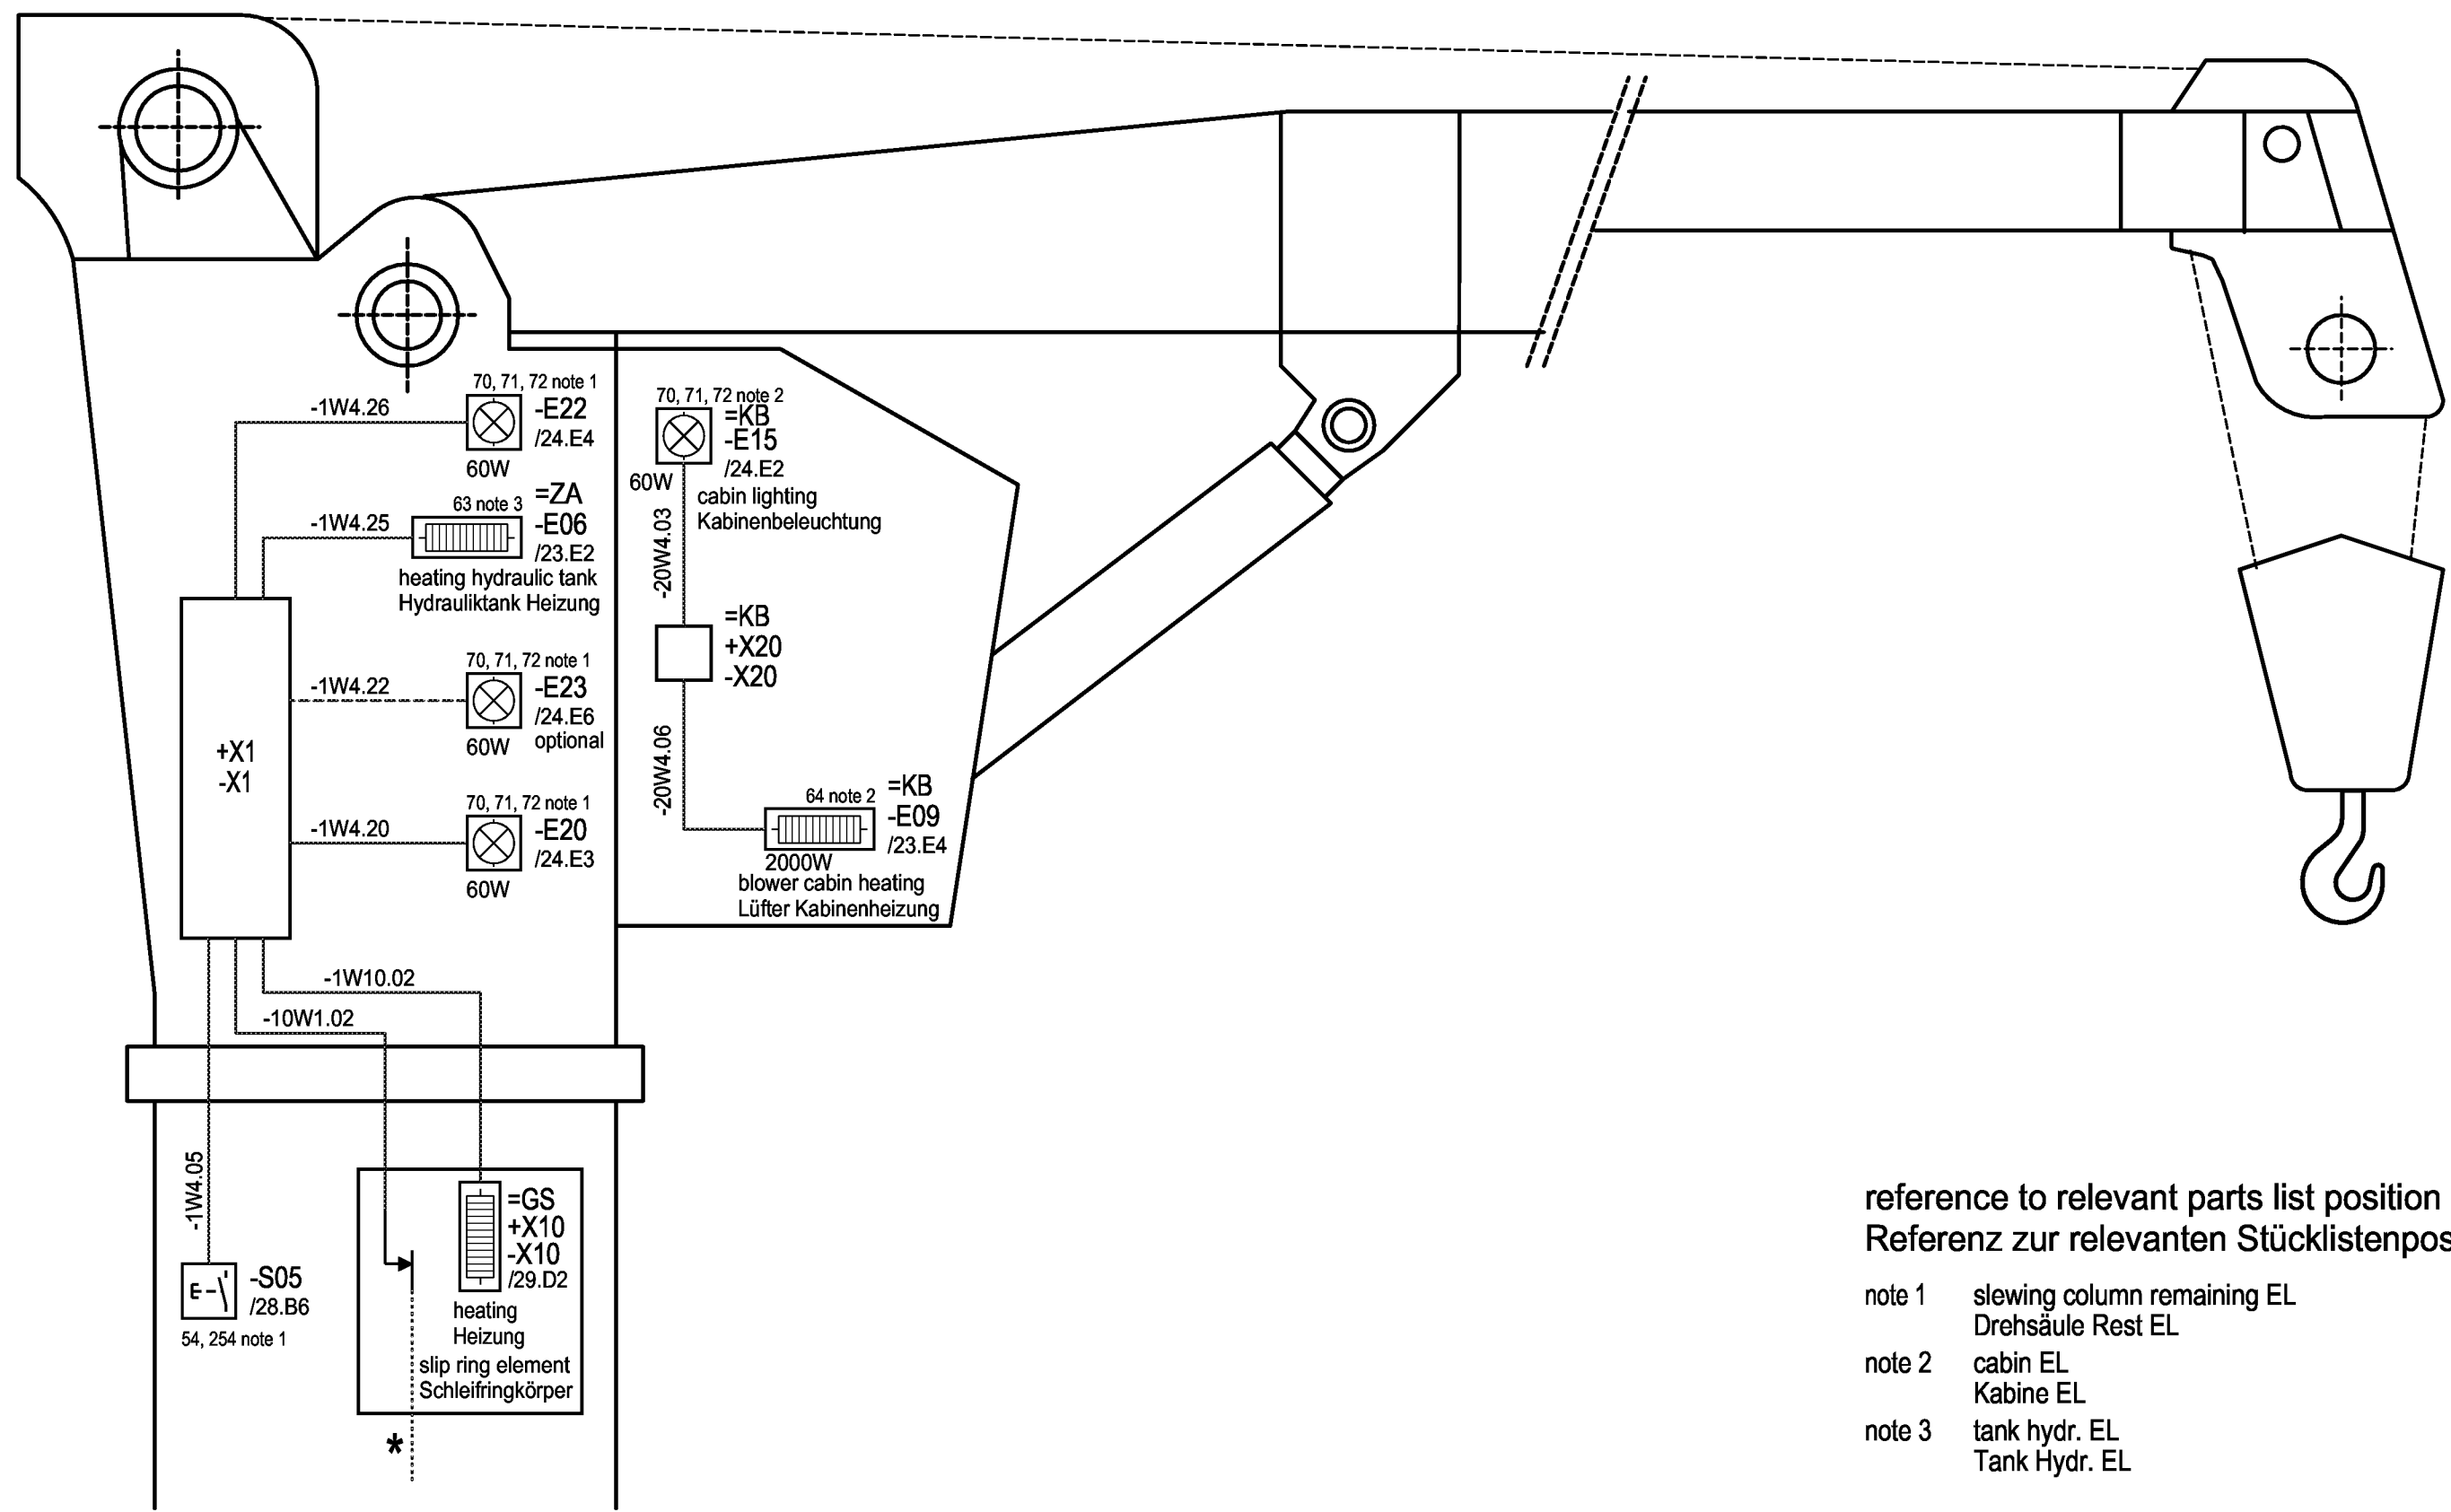 70, 71, 72 note 1
-1W4.26
-E22
/24.E4
60W
63 note 3
=ZA
-1W4.25
-E06
/23.E2
heating hydraulic tank
Hydrauliktank Heizung
70, 71, 72 note 1
-1W4.22
-E23
/24.E6
optional
60W
+X1
-X1
70, 71, 72 note 1
-1W4.20
-E20
/24.E3
60W
70, 71, 72 note 2
=KB
-E15
/24.E2
60W
cabin lighting
Kabinenbeleuchtung
-20W4.03
=KB
+X20
-X20
-20W4.06
64 note 2
=KB
-E09
/23.E4
2000W
blower cabin heating
Lüfter Kabinenheizung
-1W10.02
-10W1.02
-1W4.05
E
-S05
/28.B6
54, 254 note 1
=GS
+X10
-X10
/29.D2
heating
Heizung
slip ring element
Schleifringkörper
*
reference to relevant parts list position
Referenz zur relevanten Stücklistenpos
note 1 slewing column remaining EL
Drehsäule Rest EL
note 2 cabin EL
Kabine EL
note 3 tank hydr. EL
Tank Hydr. EL